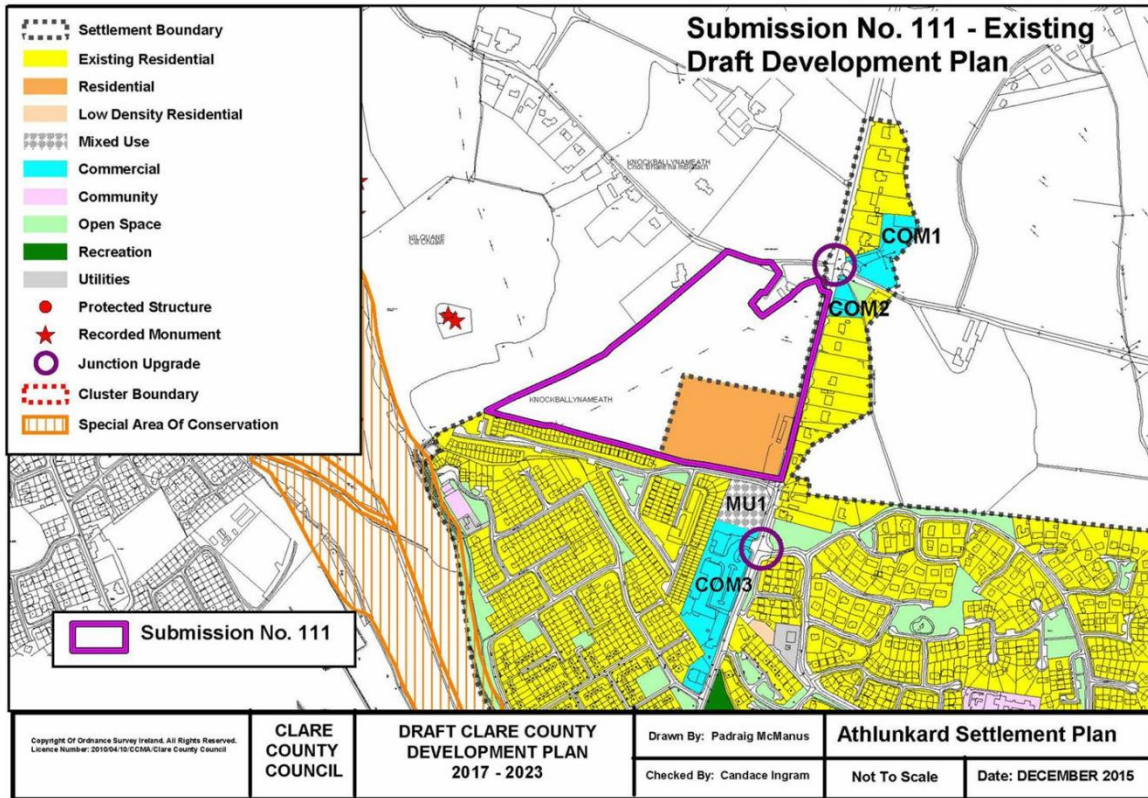 Submission No. 111 - Existing
Draft Development Plan
Settlement Boundary
Existing Residential
Residential
Low Density Residential
Mixed Use
Commercial
Community
Open Space
Recreation
Utilities
Protected Structure
Recorded Monument
Junction Upgrade
Cluster Boundary
Special Area Of Conservation
KNOCKBALLYNAMEATH
KILQUANE
Cill Chuáin
COM1
COM2
KNOCKBALLYNAMEATH
MU1
COM3
Submission No. 111
Copyright Of Ordnance Survey Ireland. All Rights Reserved.
Licence Number: 2010/04/10/CCMA/Clare County Council
CLARE
COUNTY
COUNCIL
DRAFT CLARE COUNTY
DEVELOPMENT PLAN
2017 - 2023
Drawn By: Padraig McManus
Checked By: Candace Ingram
Athlunkard Settlement Plan
Not To Scale
Date: DECEMBER 2015